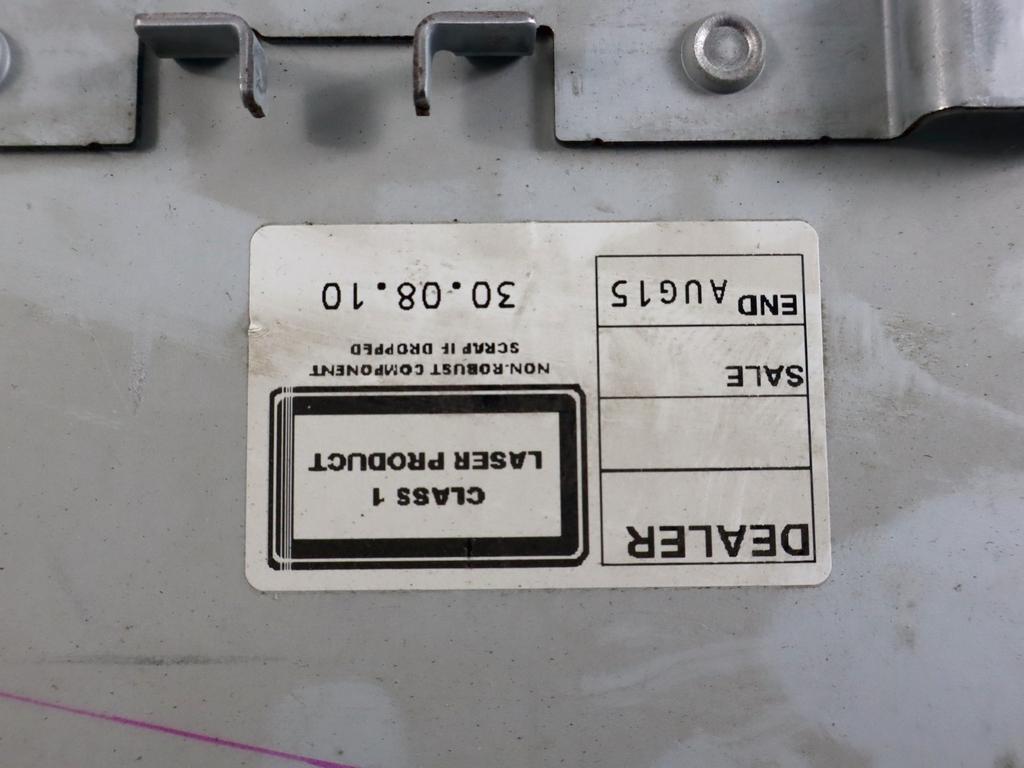 DEALER
SALE
END AUG15
CLASS 1
LASER PRODUCT
NON-ROBUST COMPONENT
SCRAP IF DROPPED
30.08.10